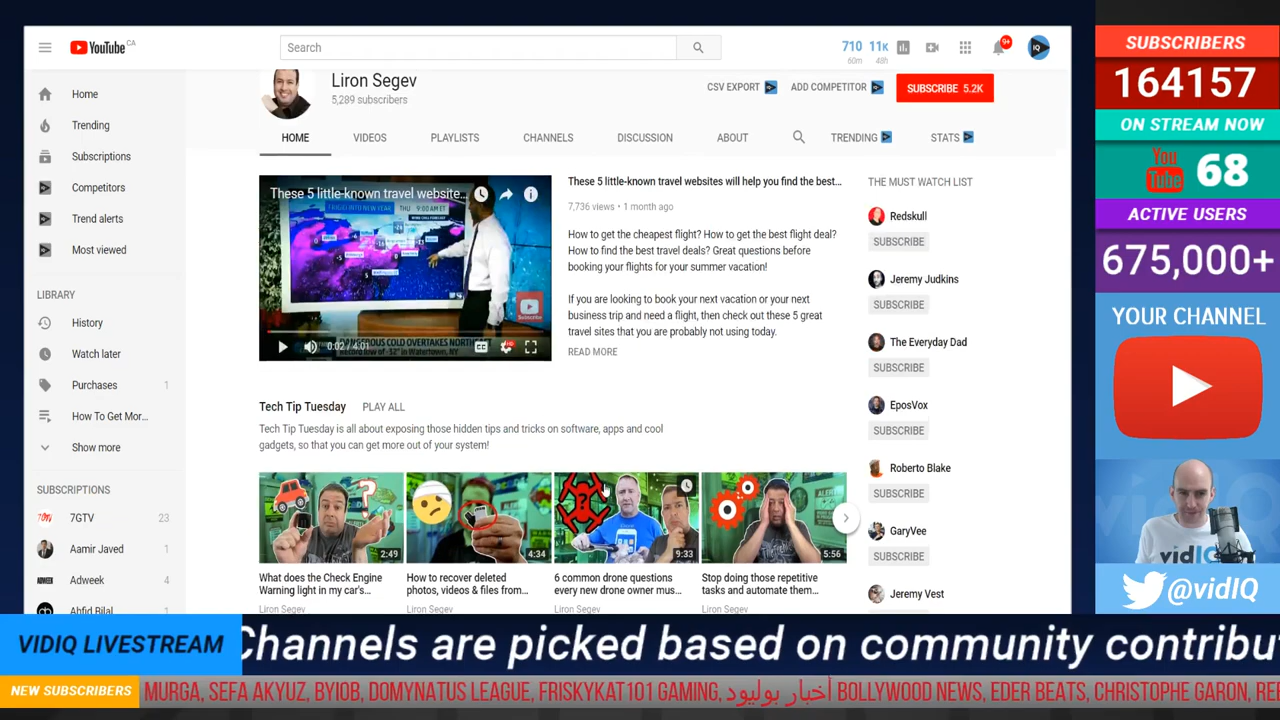 YouTube CA
Search
710 60m
11K 48h
9+
IQ
Home
Trending
Subscriptions
Competitors
Trend alerts
Most viewed
LIBRARY
History
Watch later
Purchases 1
How To Get Mor...
Show more
SUBSCRIPTIONS
7GTV 23
Aamir Javed 1
Adweek 4
Ahfid Bilal
Liron Segev
5,289 subscribers
CSV EXPORT
ADD COMPETITOR
SUBSCRIBE 5.2K
HOME
VIDEOS
PLAYLISTS
CHANNELS
DISCUSSION
ABOUT
TRENDING
STATS
These 5 little-known travel website...
THU 9:00AM ET
Subscribe
0:02 / 4:01
These 5 little-known travel websites will help you find the best...
7,736 views • 1 month ago
How to get the cheapest flight? How to get the best flight deal?
How to find the best travel deals? Great questions before
booking your flights for your summer vacation!
If you are looking to book your next vacation or your next
business trip and need a flight, then check out these 5 great
travel sites that you are probably not using today.
READ MORE
Tech Tip Tuesday PLAY ALL
Tech Tip Tuesday is all about exposing those hidden tips and tricks on software, apps and cool
gadgets, so that you can get more out of your system!
2:49
4:34
9:33
5:56
What does the Check Engine
Warning light in my car's...
Liron Segev
How to recover deleted
photos, videos & files from...
Liron Segev
6 common drone questions
every new drone owner mus...
Liron Segev
Stop doing those repetitive
tasks and automate them...
Liron Segev
THE MUST WATCH LIST
Redskull
SUBSCRIBE
Jeremy Judkins
SUBSCRIBE
The Everyday Dad
SUBSCRIBE
EposVox
SUBSCRIBE
Roberto Blake
SUBSCRIBE
GaryVee
SUBSCRIBE
Jeremy Vest
SUBSCRIBERS
164157
ON STREAM NOW
You Tube 68
ACTIVE USERS
675,000+
YOUR CHANNEL
vidIQ
@vidIQ
VIDIQ LIVESTREAM
Channels are picked based on community contribu
NEW SUBSCRIBERS
MURGA, SEFA AKYUZ, BYIOB, DOMYNATUS LEAGUE, FRISKYKAT101 GAMING, أخبار بوليود BOLLYWOOD NEWS, EDER BEATS, CHRISTOPHE GARON, RE